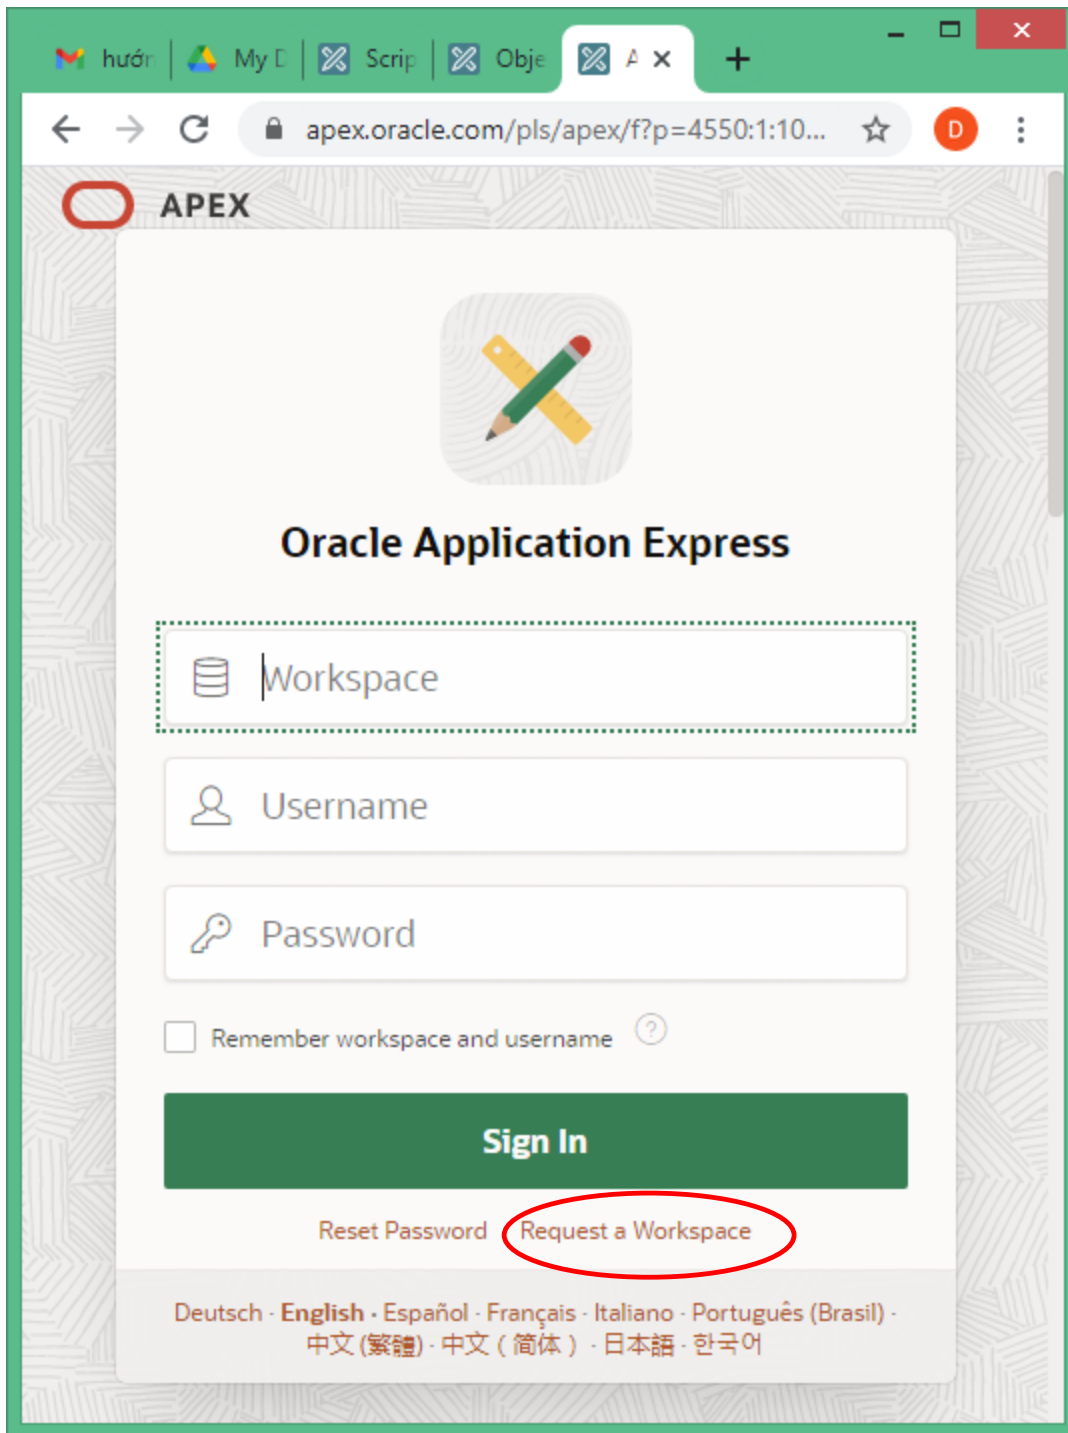 hướn My D Scrip Obje A
apex.oracle.com/pls/apex/f?p=4550:1:10... D
APEX
Oracle Application Express
Workspace
Username
Password
Remember workspace and username ?
Sign In
Reset Password Request a Workspace
Deutsch · English · Español · Français · Italiano · Português (Brasil) ·
中文 (繁體) · 中文（简体） · 日本語 · 한국어